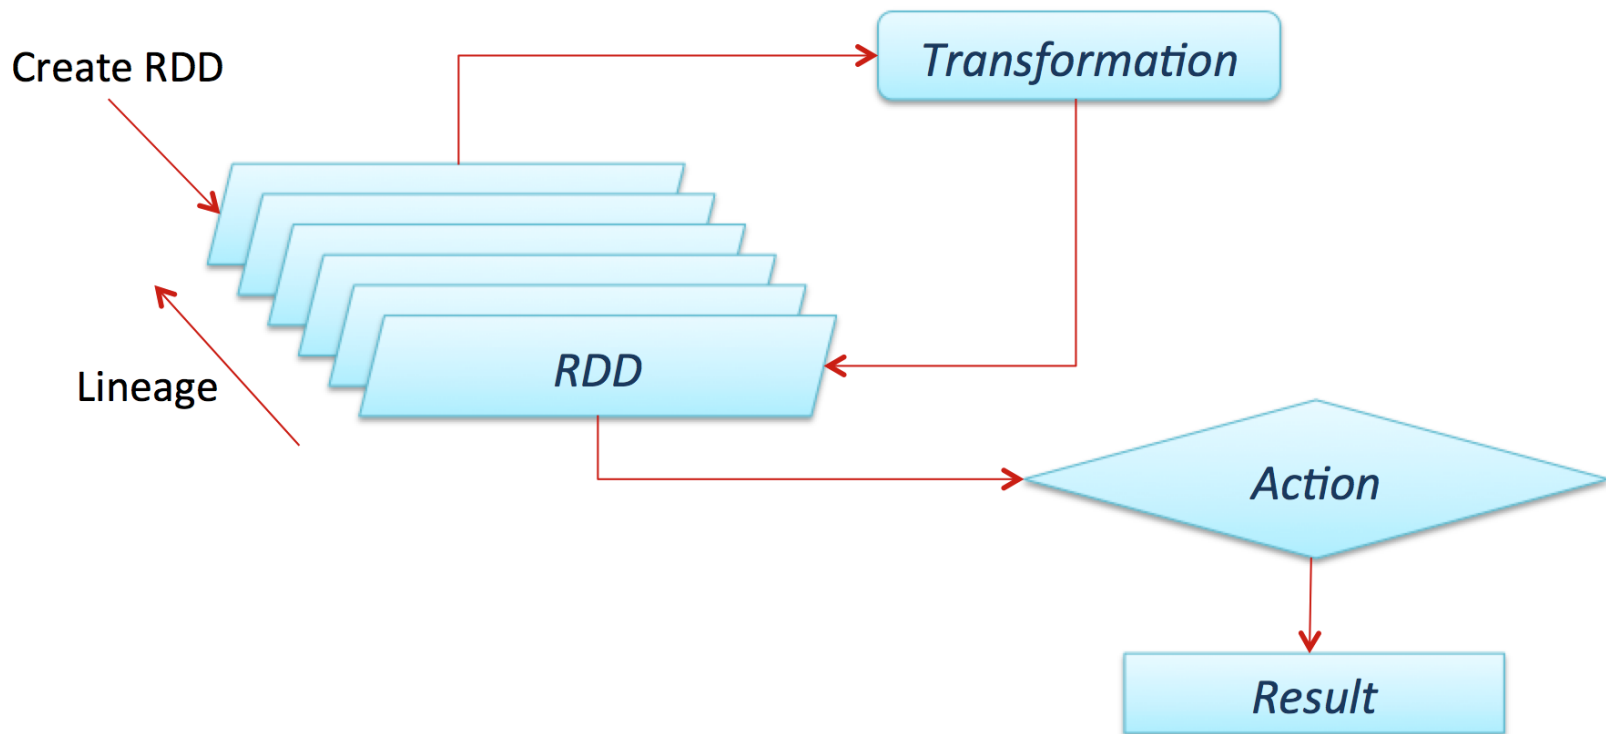 Transformation
Create RDD
RDD
Lineage
Action
Result